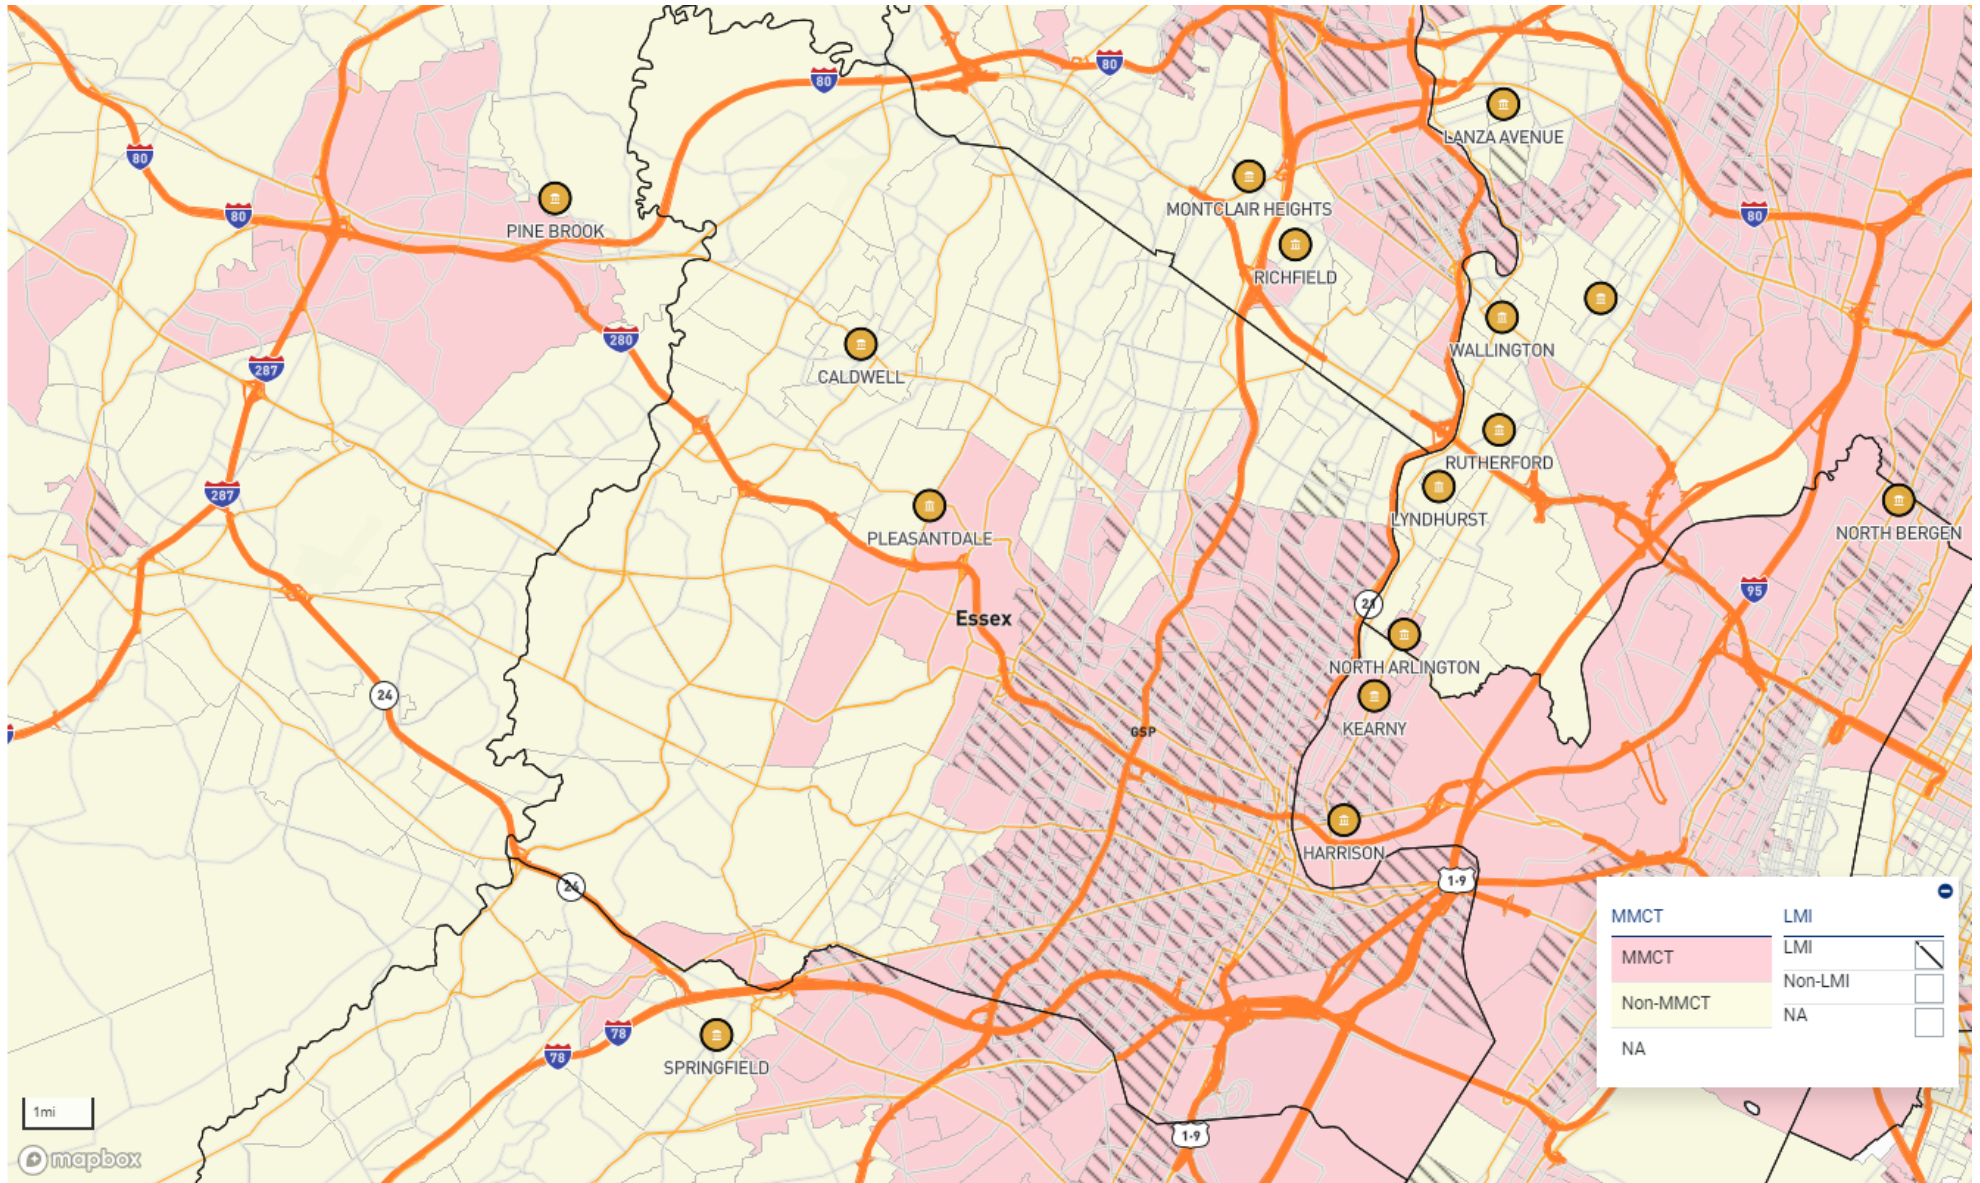 80
80
80
LANZA AVENUE
80
MONTCLAIR HEIGHTS
80
80
PINE BROOK
RICHFIELD
280
WALLINGTON
287
CALDWELL
RUTHERFORD
287
LYNDHURST
NORTH BERGEN
PLEASANTDALE
95
21
Essex
NORTH ARLINGTON
24
KEARNY
GSP
HARRISON
24
1-9
MMCT
LMI
MMCT
LMI
Non-LMI
Non-MMCT
NA
NA
78
78
SPRINGFIELD
1mi
1-9
mapbox